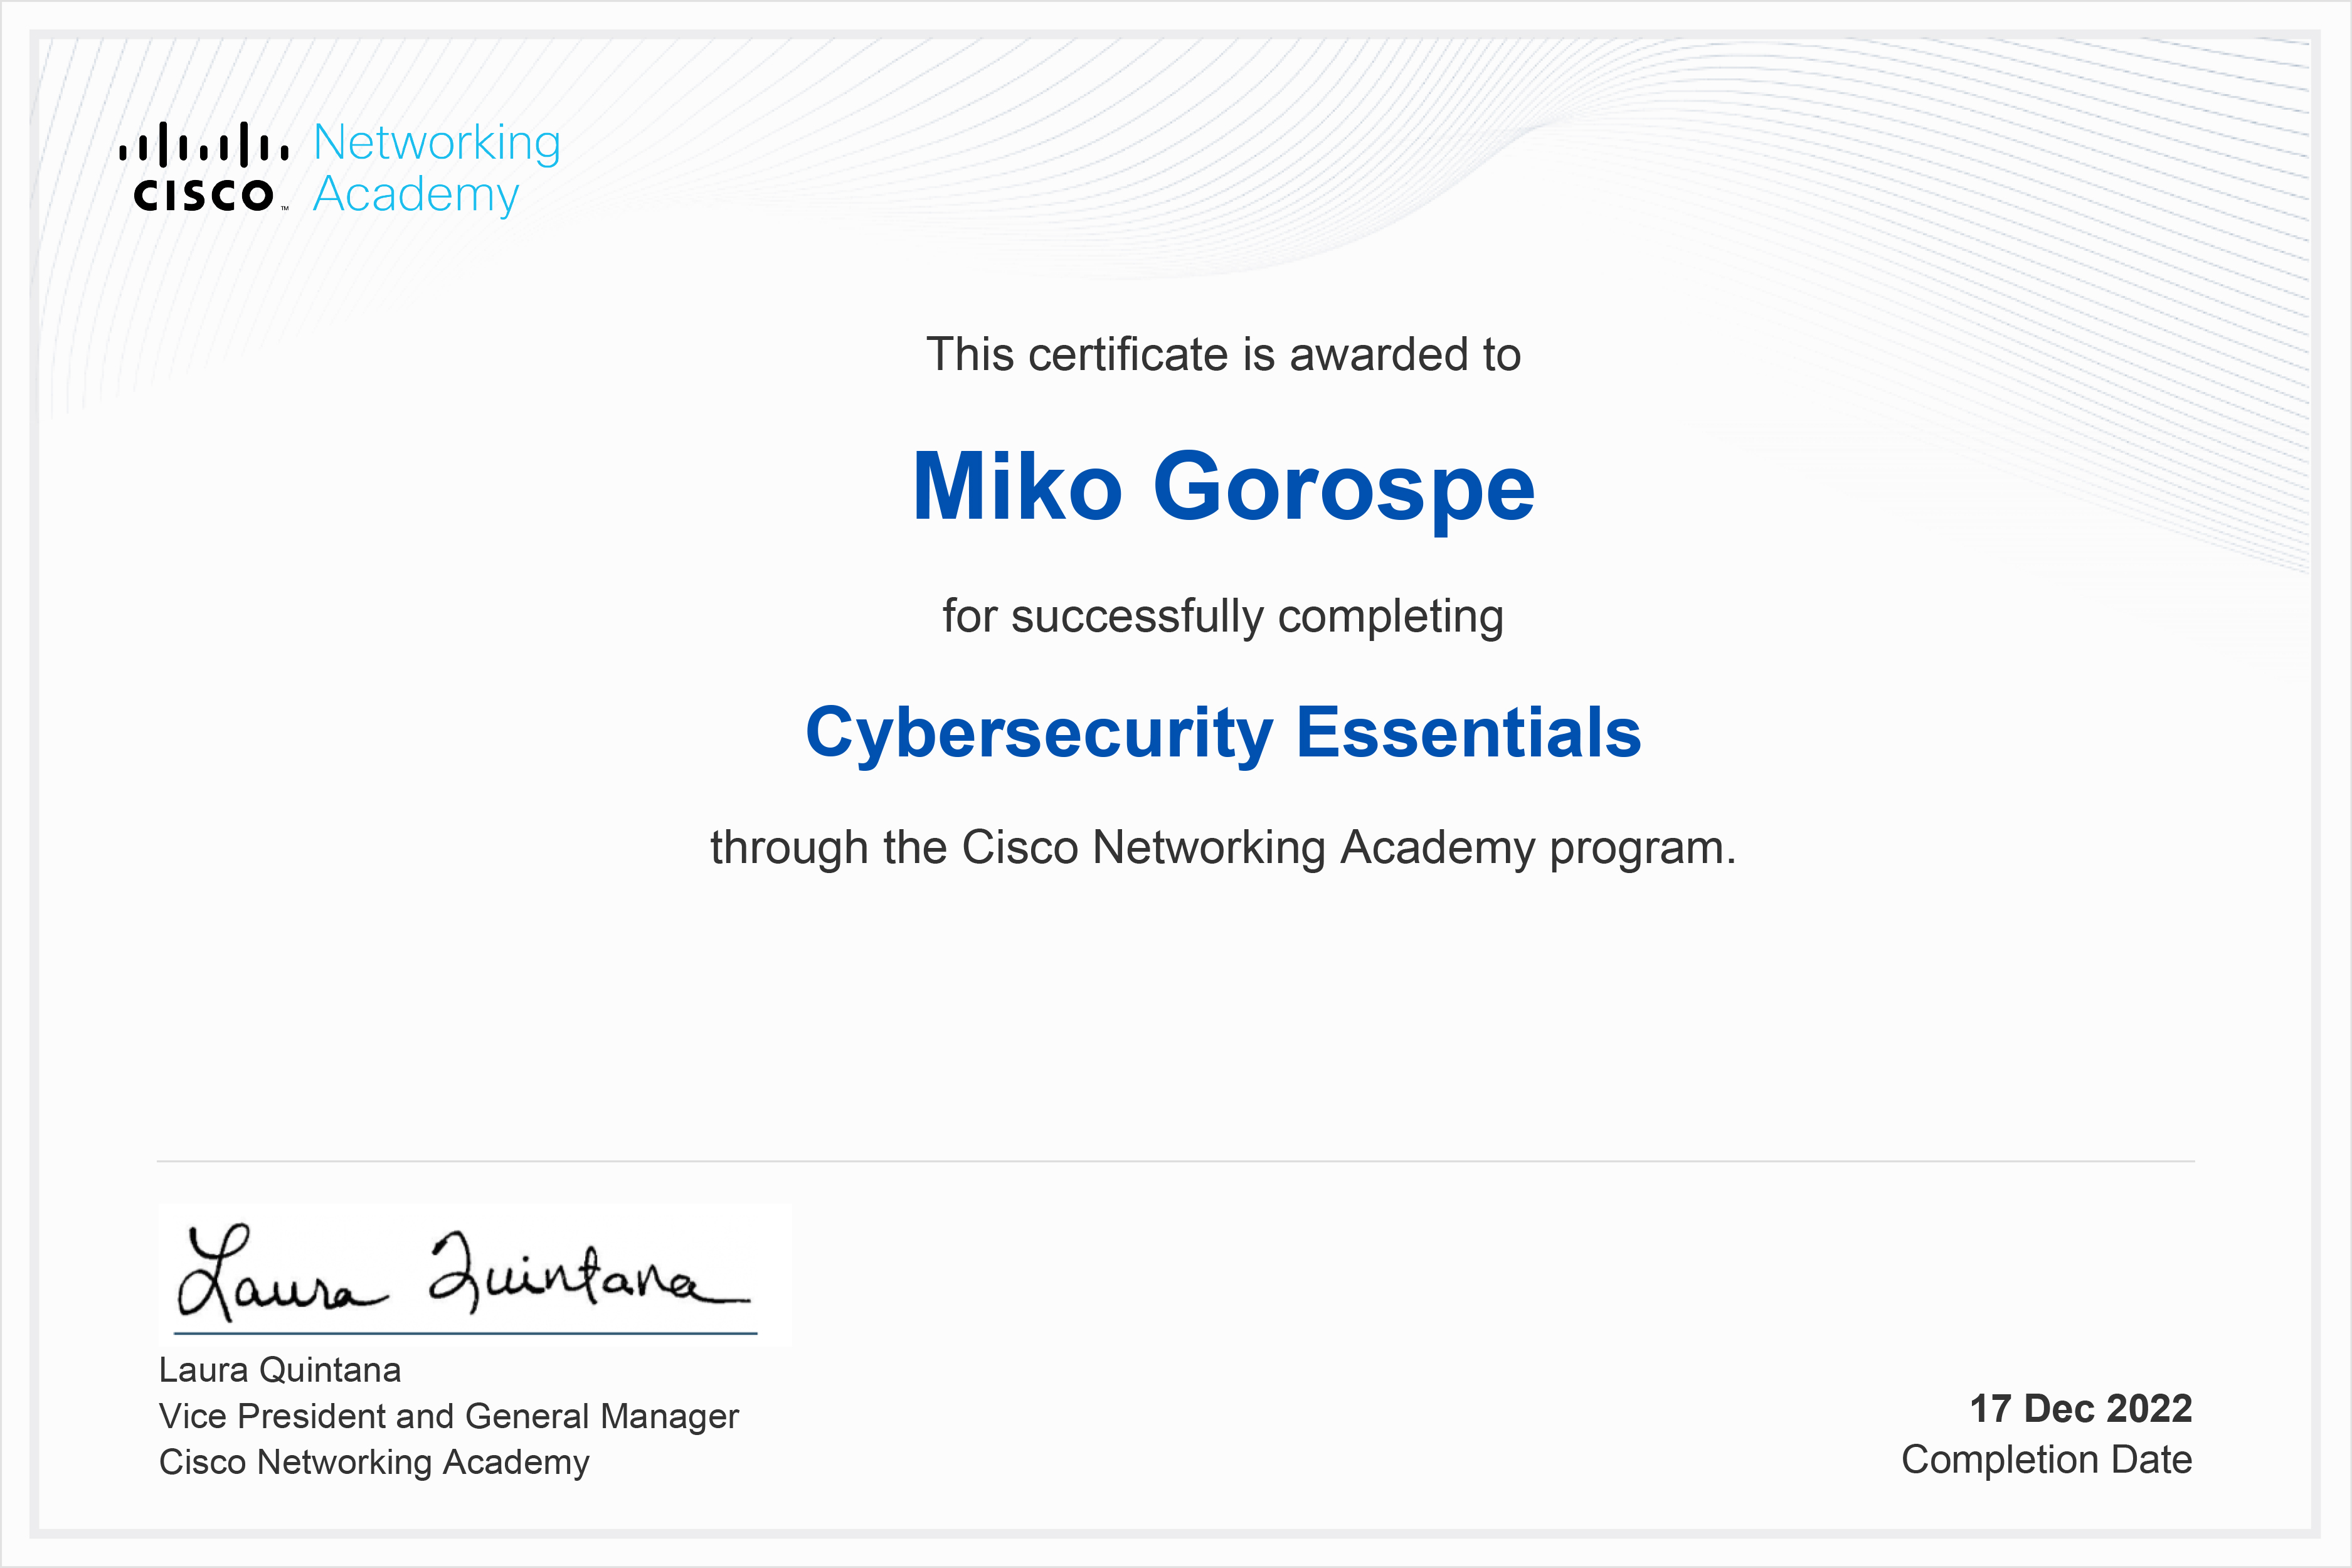 Networking
CISCO™ Academy
This certificate is awarded to
Miko Gorospe
for successfully completing
Cybersecurity Essentials
through the Cisco Networking Academy program.
Laura Quintana
Laura Quintana
Vice President and General Manager
Cisco Networking Academy
17 Dec 2022
Completion Date